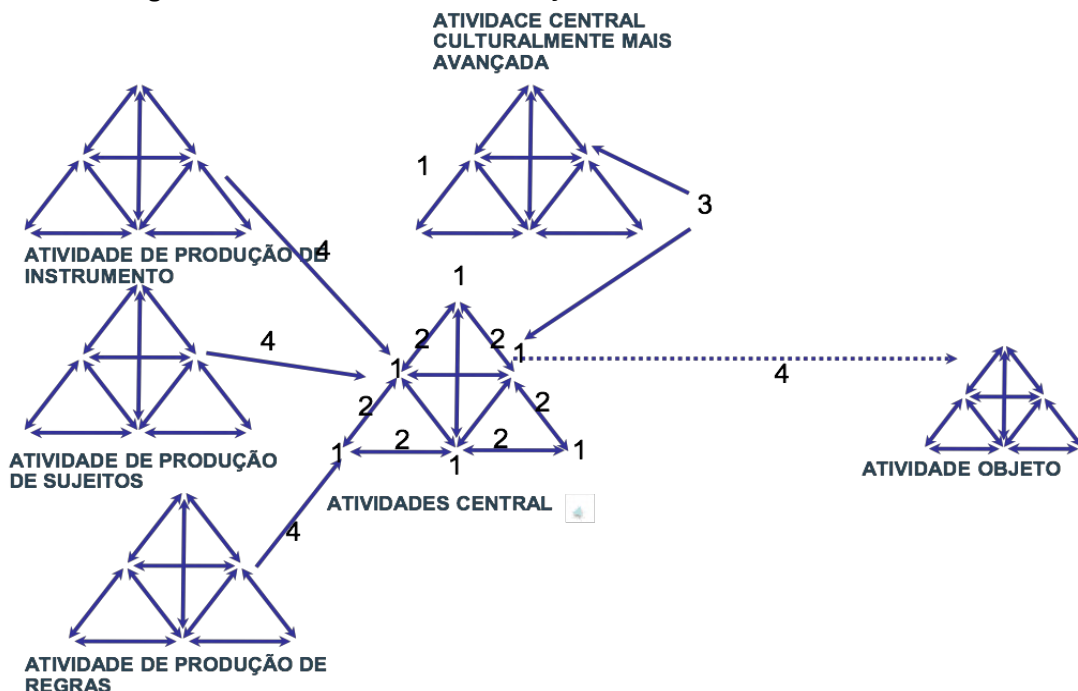 ATIVIDACE CENTRAL
CULTURALMENTE MAIS
AVANÇADA
1
3
4
ATIVIDADE DE PRODUÇÃO DE
INSTRUMENTO
1
4
2
2
1
1
4
2
2
2
2
1
1
1
ATIVIDADE DE PRODUÇÃO
DE SUJEITOS
ATIVIDADE OBJETO
ATIVIDADES CENTRAL
4
ATIVIDADE DE PRODUÇÃO DE
REGRAS